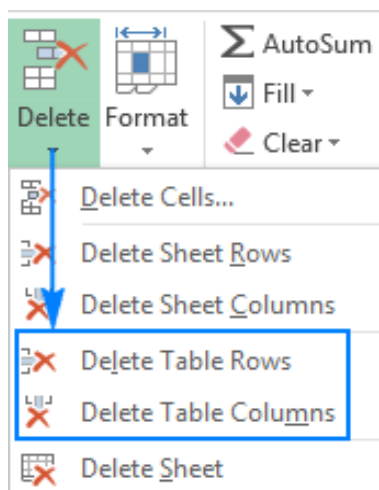 AutoSum
Delete Format
Fill
Clear
Delete Cells...
Delete Sheet Rows
Delete Sheet Columns
Delete Table Rows
Delete Table Columns
Delete Sheet